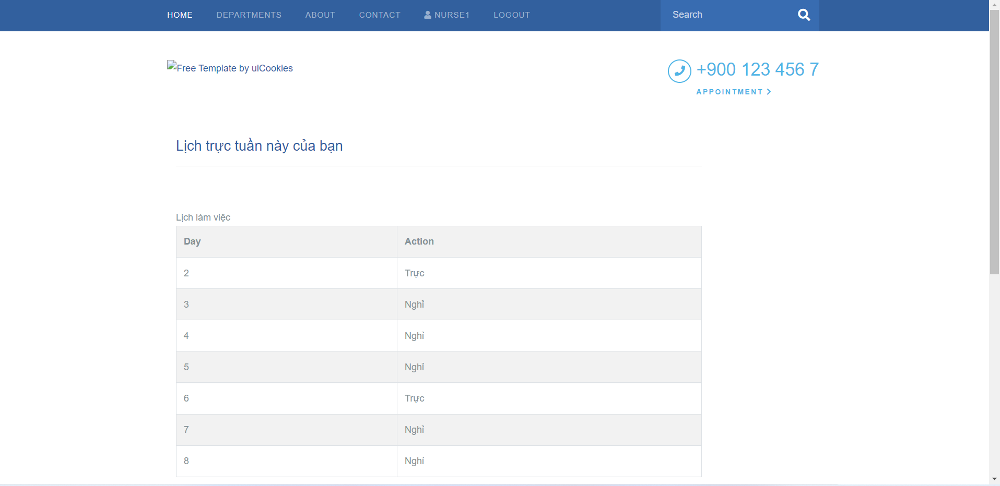 HOME DEPARTMENTS ABOUT CONTACT NURSE1 LOGOUT Search
Free Template by uiCookies
+900 123 456 7
APPOINTMENT
Lịch trực tuần này của bạn
Lịch làm việc
Day Action
2 Trực
3 Nghỉ
4 Nghỉ
5 Nghỉ
6 Trực
7 Nghỉ
8 Nghỉ